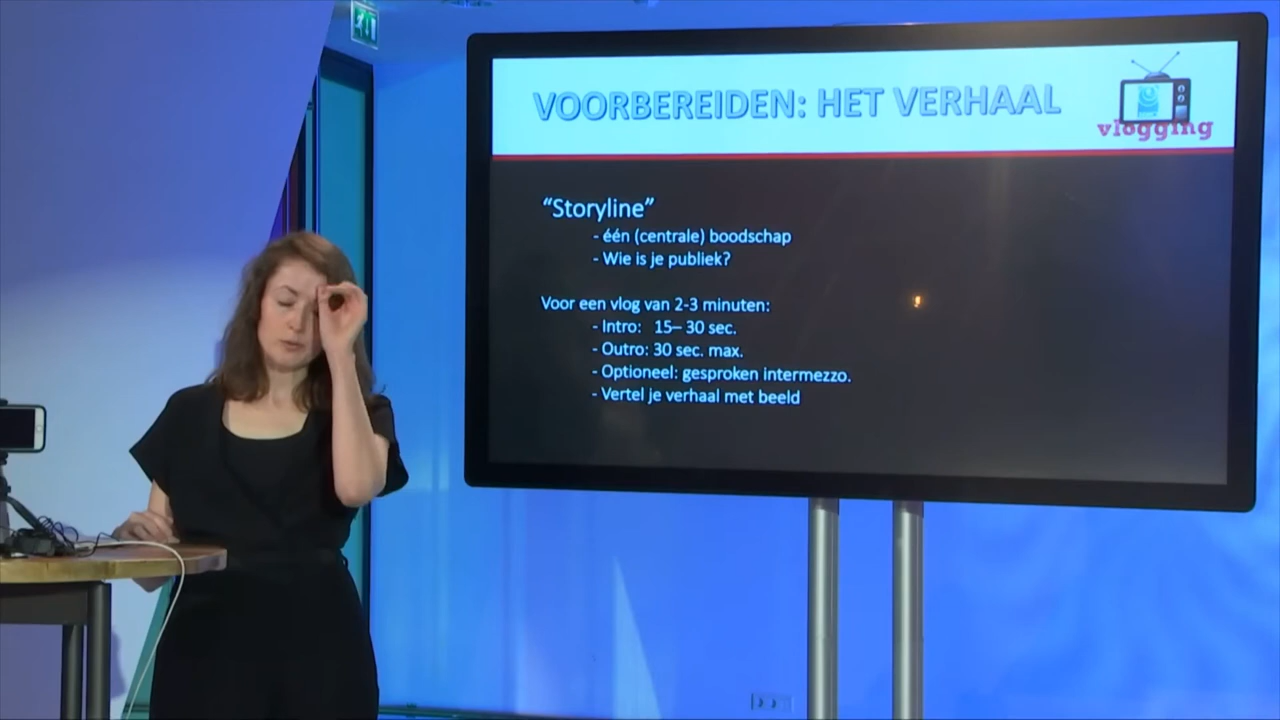 VOORBEREIDEN: HET VERHAAL
vlogging
“Storyline”
- één (centrale) boodschap
- Wie is je publiek?
Voor een vlog van 2-3 minuten:
- Intro: 15– 30 sec.
- Outro: 30 sec. max.
- Optioneel: gesproken intermezzo.
- Vertel je verhaal met beeld